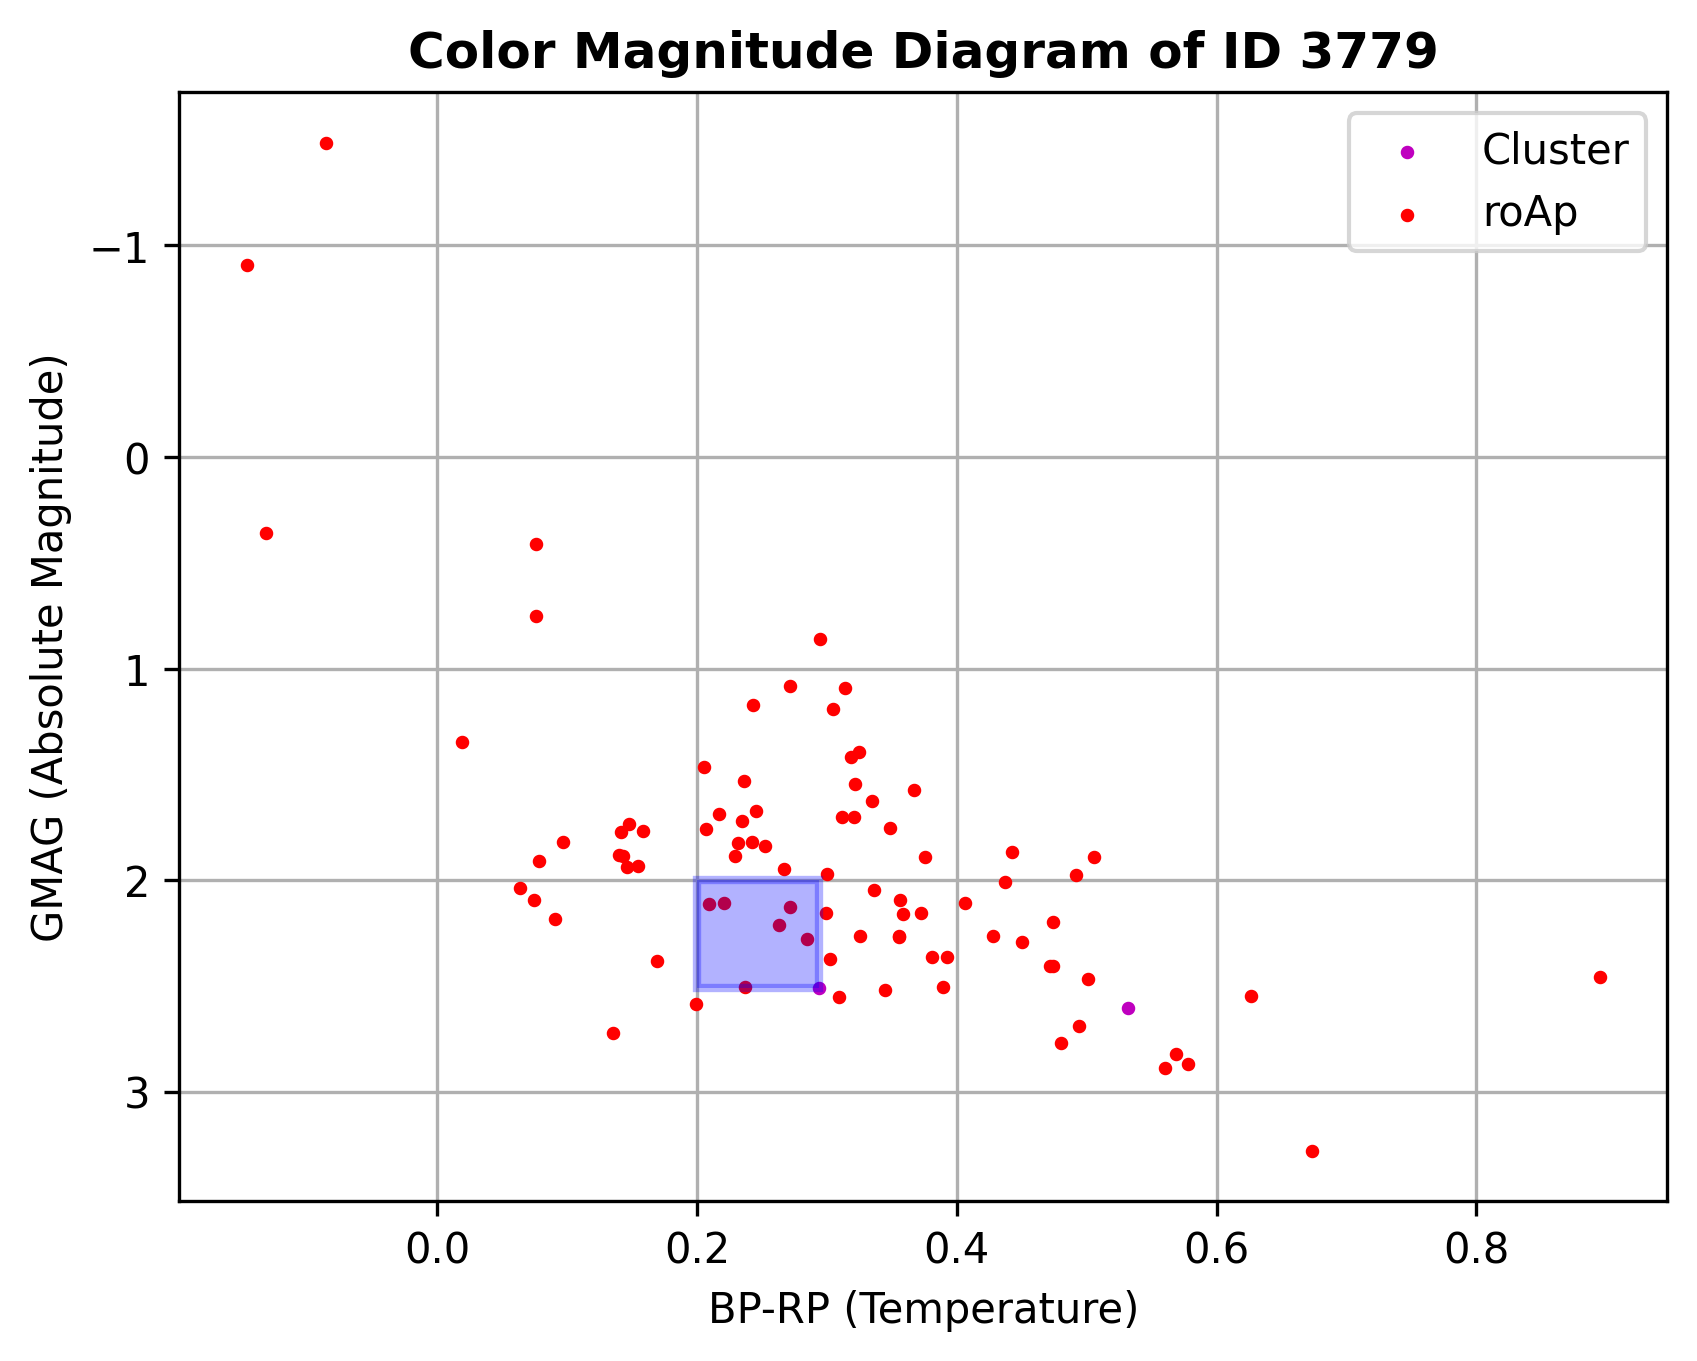 Color Magnitude Diagram of ID 3779
Cluster
roAp
GMAG (Absolute Magnitude)
−1
0
1
2
3
0.0 0.2 0.4 0.6 0.8
BP-RP (Temperature)